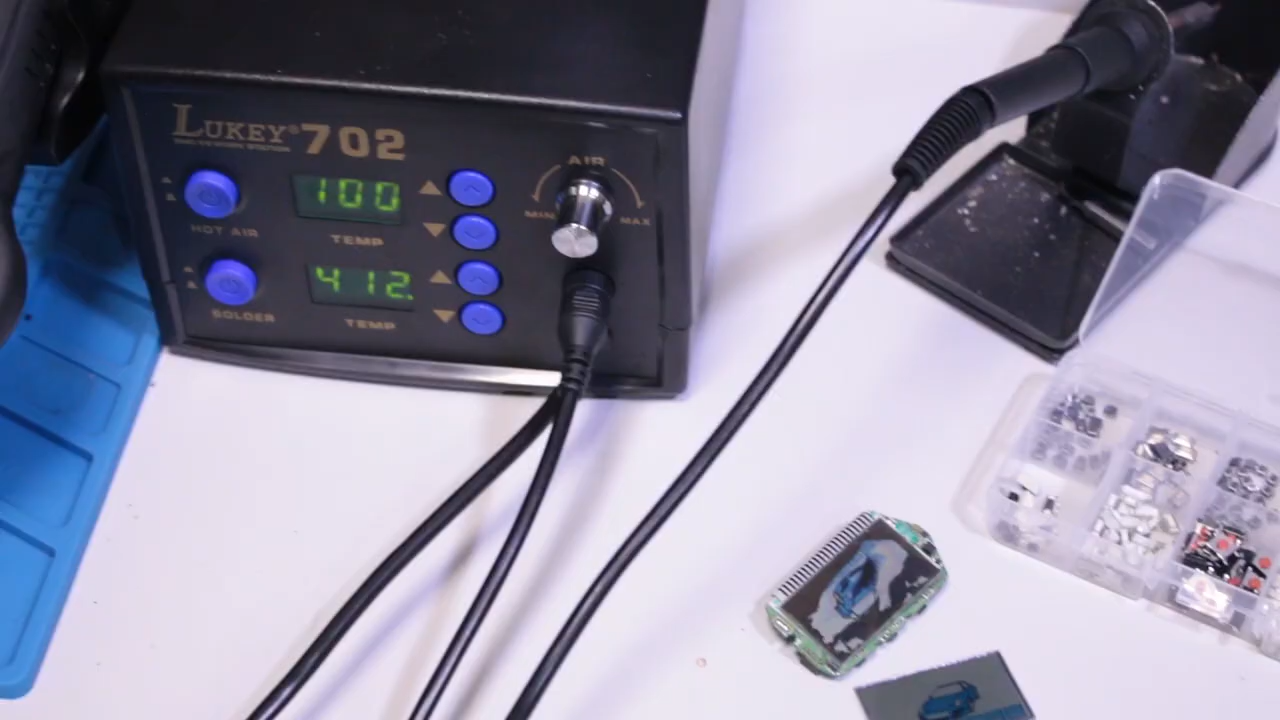 LUKEY® 702
AIR
MIN MAX
100
HOT AIR
TEMP
412.
SOLDER
TEMP